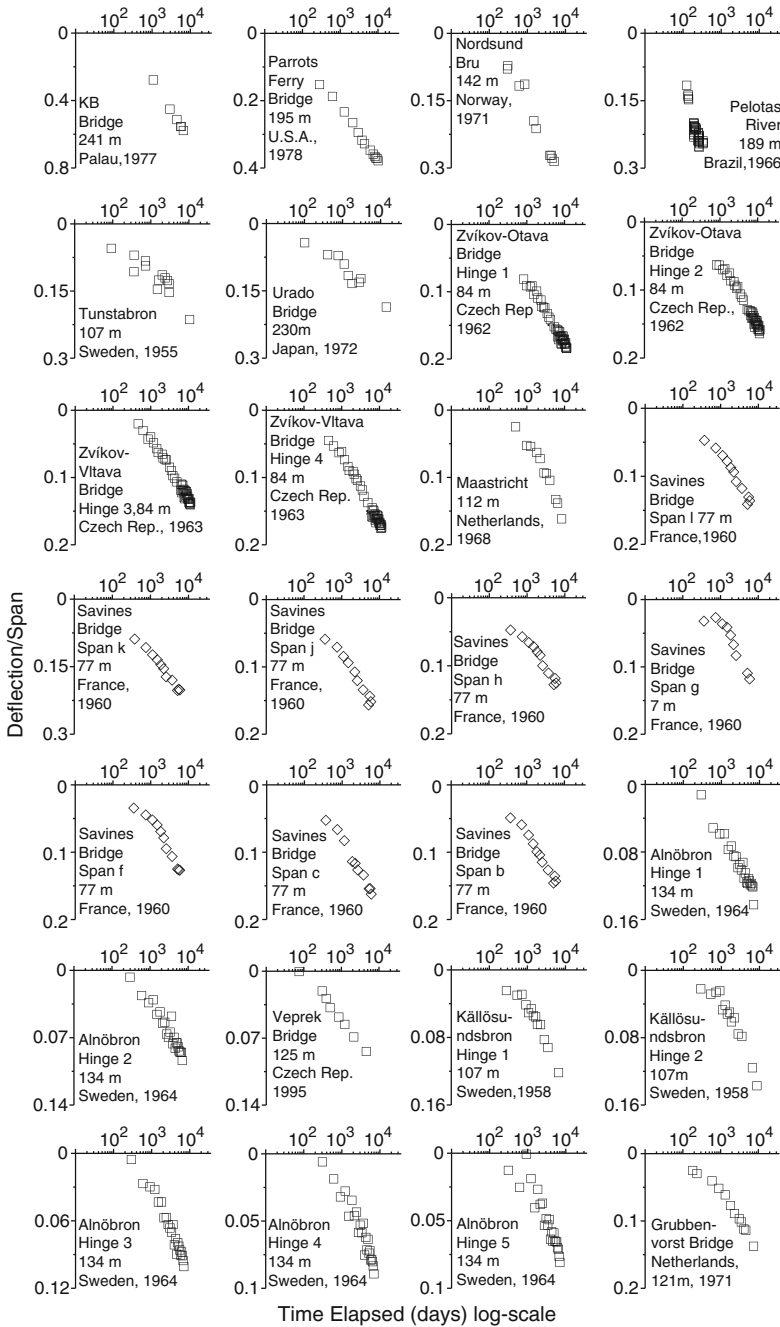 10² 10³ 10⁴
0
0.4
0.8
KB
Bridge
241 m
Palau,1977
10² 10³ 10⁴
0
0.2
0.4
Parrots
Ferry
Bridge
195 m
U.S.A.,
1978
10² 10³ 10⁴
0
0.15
0.3
Nordsund
Bru
142 m
Norway,
1971
10² 10³ 10⁴
0
0.15
0.3
Pelotas
River
189 m
Brazil,1966
10² 10³ 10⁴
0
0.15
0.3
Tunstabron
107 m
Sweden, 1955
10² 10³ 10⁴
0
0.15
0.3
Urado
Bridge
230m
Japan, 1972
10² 10³ 10⁴
0
0.1
0.2
Zvíkov-Otava
Bridge
Hinge 1
84 m
Czech Rep
1962
10² 10³ 10⁴
0
0.1
0.2
Zvíkov-Otava
Bridge
Hinge 2
84 m
Czech Rep.,
1962
10² 10³ 10⁴
0
0.1
0.2
Zvíkov-
Vltava
Bridge
Hinge 3,84 m
Czech Rep., 1963
10² 10³ 10⁴
0
0.1
0.2
Zvíkov-Vltava
Bridge
Hinge 4
84 m
Czech Rep.
1963
10² 10³ 10⁴
0
0.1
0.2
Maastricht
112 m
Netherlands,
1968
10² 10³ 10⁴
0
0.1
0.2
Savines
Bridge
Span l 77 m
France,1960
10² 10³ 10⁴
0
0.15
0.3
Savines
Bridge
Span k
77 m
France,
1960
10² 10³ 10⁴
0
0.1
0.2
Savines
Bridge
Span j
77 m
France,
1960
10² 10³ 10⁴
0
0.1
0.2
Savines
Bridge
Span h
77 m
France, 1960
10² 10³ 10⁴
0
0.1
0.2
Savines
Bridge
Span g
7 m
France, 1960
10² 10³ 10⁴
0
0.1
0.2
Savines
Bridge
Span f
77 m
France, 1960
10² 10³ 10⁴
0
0.1
0.2
Savines
Bridge
Span c
77 m
France, 1960
10² 10³ 10⁴
0
0.1
0.2
Savines
Bridge
Span b
77 m
France, 1960
10² 10³ 10⁴
0
0.08
0.16
Alnöbron
Hinge 1
134 m
Sweden, 1964
10² 10³ 10⁴
0
0.07
0.14
Alnöbron
Hinge 2
134 m
Sweden, 1964
10² 10³ 10⁴
0
0.07
0.14
Veprek
Bridge
125 m
Czech Rep.
1995
10² 10³ 10⁴
0
0.08
0.16
Källösu-
ndsbron
Hinge 1
107 m
Sweden,1958
10² 10³ 10⁴
0
0.08
0.16
Källösu-
ndsbron
Hinge 2
107m
Sweden, 1958
10² 10³ 10⁴
0
0.06
0.12
Alnöbron
Hinge 3
134 m
Sweden, 1964
10² 10³ 10⁴
0
0.05
0.1
Alnöbron
Hinge 4
134 m
Sweden, 1964
10² 10³ 10⁴
0
0.05
0.1
Alnöbron
Hinge 5
134 m
Sweden, 1964
10² 10³ 10⁴
0
0.1
0.2
Grubben-
vorst Bridge
Netherlands,
121m, 1971
Deflection/Span
Time Elapsed (days) log-scale